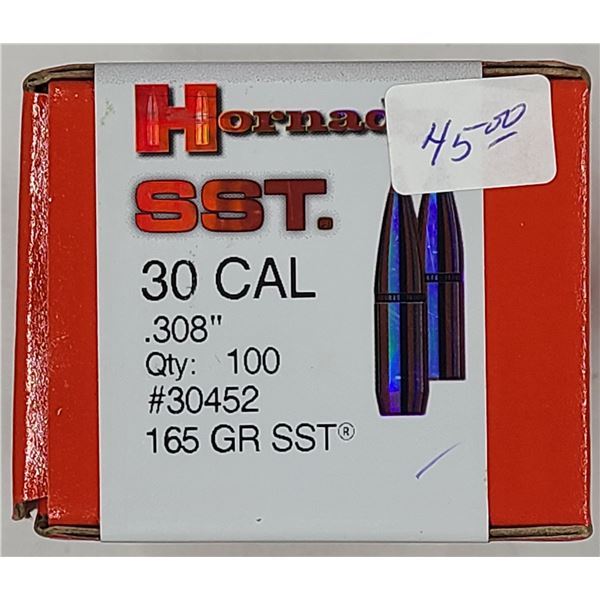 Hornad
45.00
SST.
30 CAL
.308"
Qty: 100
#30452
165 GR SST®